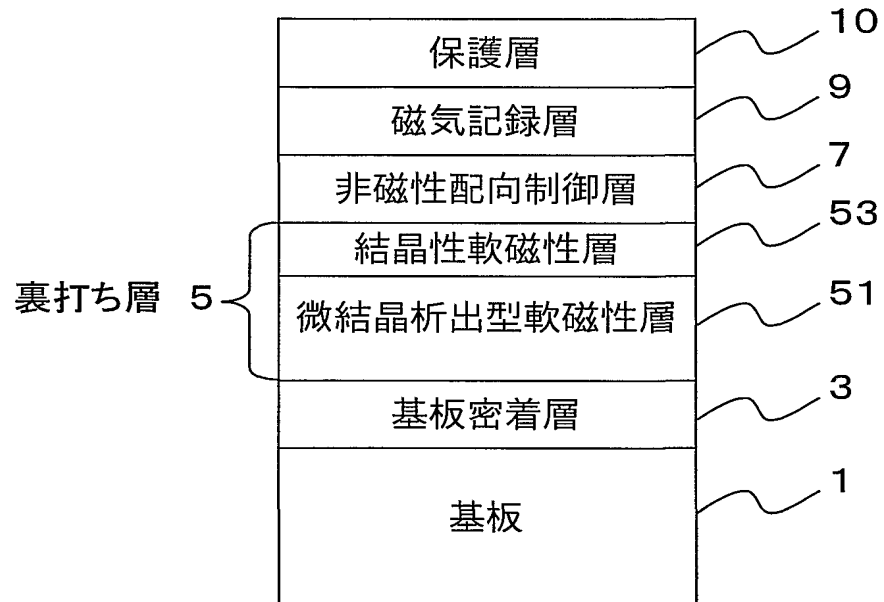 保護層 10
磁気記録層 9
非磁性配向制御層 7
結晶性軟磁性層 53
裏打ち層 5
微結晶析出型軟磁性層 51
基板密着層 3
基板 1